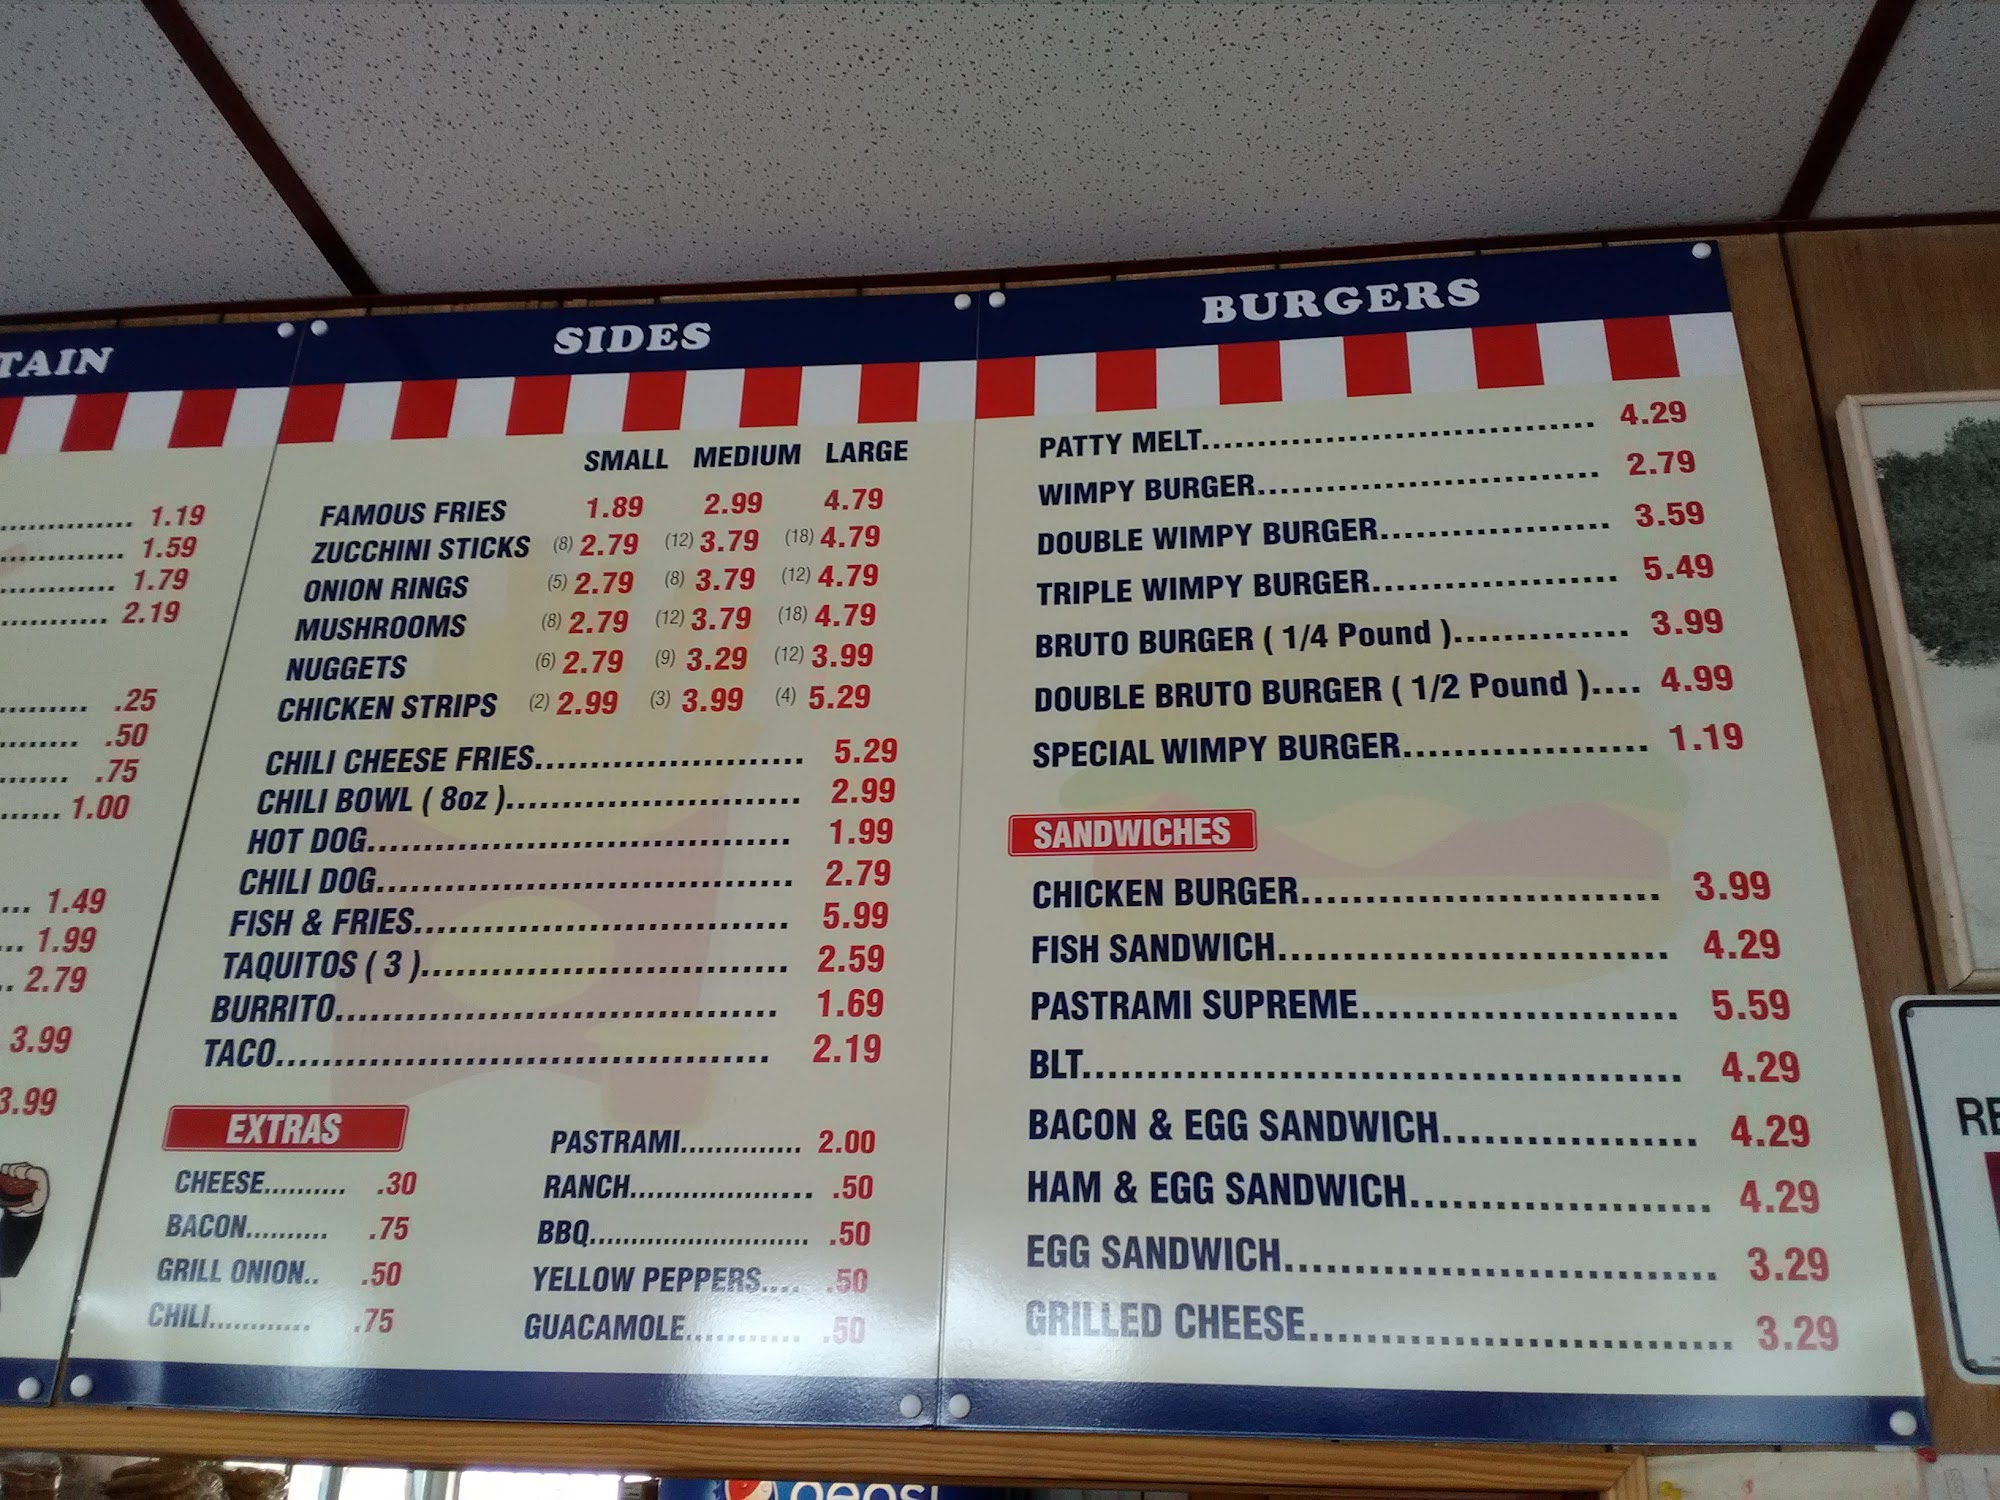 TAIN
1.19
1.59
1.79
2.19
.25
.50
.75
1.00
1.49
1.99
2.79
3.99
3.99
SIDES
SMALL MEDIUM LARGE
FAMOUS FRIES 1.89 2.99 4.79
ZUCCHINI STICKS (8) 2.79 (12) 3.79 (18) 4.79
ONION RINGS (5) 2.79 (8) 3.79 (12) 4.79
MUSHROOMS (8) 2.79 (12) 3.79 (18) 4.79
NUGGETS (6) 2.79 (9) 3.29 (12) 3.99
CHICKEN STRIPS (2) 2.99 (3) 3.99 (4) 5.29
CHILI CHEESE FRIES........................ 5.29
CHILI BOWL ( 8oz )........................... 2.99
HOT DOG...................................... 1.99
CHILI DOG..................................... 2.79
FISH & FRIES................................. 5.99
TAQUITOS ( 3 )................................ 2.59
BURRITO...................................... 1.69
TACO.......................................... 2.19
EXTRAS
CHEESE.......... .30
BACON.......... .75
GRILL ONION.. .50
CHILI............ .75
PASTRAMI............. 2.00
RANCH.................... .50
BBQ........................ .50
YELLOW PEPPERS.... .50
GUACAMOLE........... .50
BURGERS
PATTY MELT.................................... 4.29
WIMPY BURGER............................... 2.79
DOUBLE WIMPY BURGER.................... 3.59
TRIPLE WIMPY BURGER..................... 5.49
BRUTO BURGER ( 1/4 Pound ).............. 3.99
DOUBLE BRUTO BURGER ( 1/2 Pound ).... 4.99
SPECIAL WIMPY BURGER................... 1.19
SANDWICHES
CHICKEN BURGER........................... 3.99
FISH SANDWICH............................. 4.29
PASTRAMI SUPREME....................... 5.59
BLT........................................... 4.29
BACON & EGG SANDWICH................. 4.29
HAM & EGG SANDWICH.................... 4.29
EGG SANDWICH.............................. 3.29
GRILLED CHEESE............................ 3.29
RE
pepsi